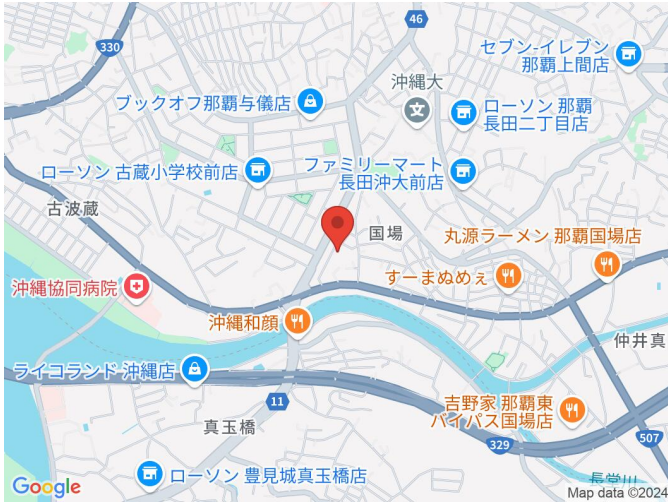 330
46
セブン-イレブン
那覇上間店
沖縄大
ブックオフ那覇与儀店
ローソン 那覇
長田二丁目店
ファミリーマート
長田沖大前店
ローソン 古蔵小学校前店
古波蔵
国場
丸源ラーメン 那覇国場店
すーまぬめぇ
沖縄協同病院
沖縄和顔
仲井真
ライコランド 沖縄店
11
吉野家 那覇東
バイパス国場店
真玉橋
329
507
ローソン 豊見城真玉橋店
長堂川
Google
Map data ©2024